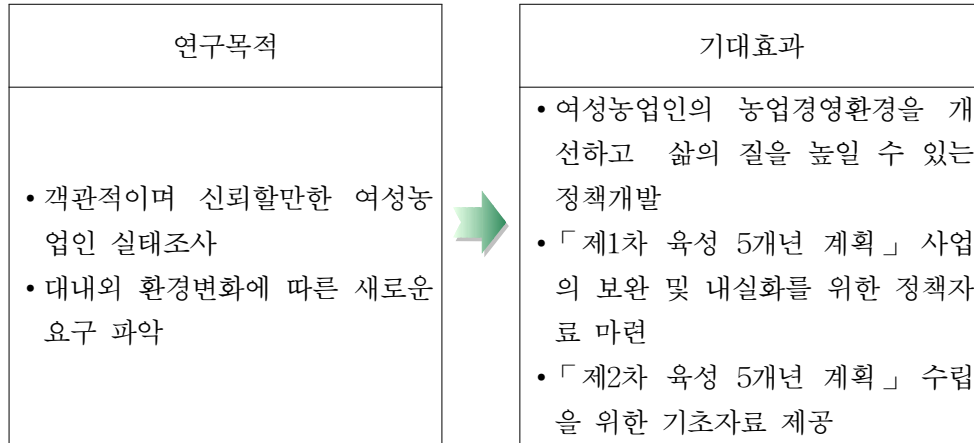 연구목적
• 객관적이며 신뢰할만한 여성농
업인 실태조사
• 대내외 환경변화에 따른 새로운
요구 파악
기대효과
• 여성농업인의 농업경영환경을 개
선하고 삶의 질을 높일 수 있는
정책개발
• 「제1차 육성 5개년 계획」 사업
의 보완 및 내실화를 위한 정책자
료 마련
• 「제2차 육성 5개년 계획」 수립
을 위한 기초자료 제공